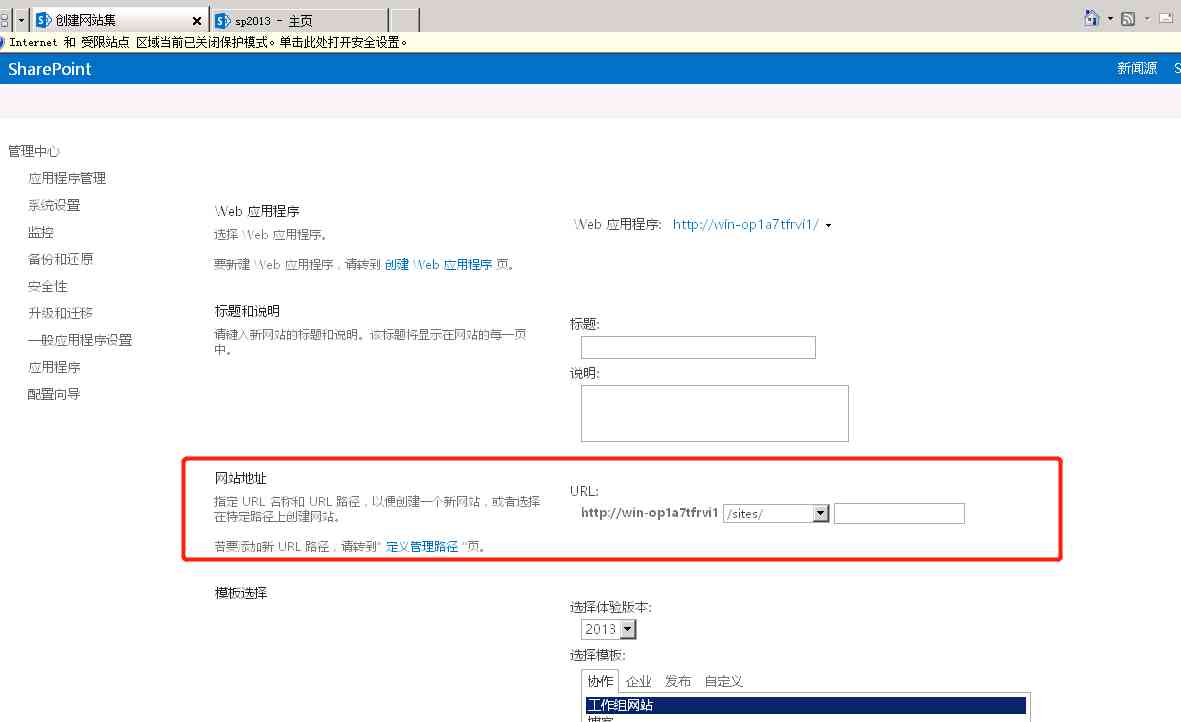 创建网站集
sp2013 - 主页
Internet 和 受限站点 区域当前已关闭保护模式。单击此处打开安全设置。
SharePoint
新闻源
S
管理中心
应用程序管理
系统设置
监控
备份和还原
安全性
升级和迁移
一般应用程序设置
应用程序
配置向导
Web 应用程序
选择 Web 应用程序。
要新建 Web 应用程序，请转到 创建 Web 应用程序 页。
Web 应用程序: http://win-op1a7tfrvi1/
标题和说明
请键入新网站的标题和说明。该标题将显示在网站的每一页
中。
标题:
说明:
网站地址
指定 URL 名称和 URL 路径，以便创建一个新网站，或者选择
在特定路径上创建网站。
若要添加新 URL 路径，请转到“ 定义管理路径 ”页。
URL:
http://win-op1a7tfrvi1 /sites/
模板选择
选择体验版本:
2013
选择模板:
协作 企业 发布 自定义
工作组网站
博客